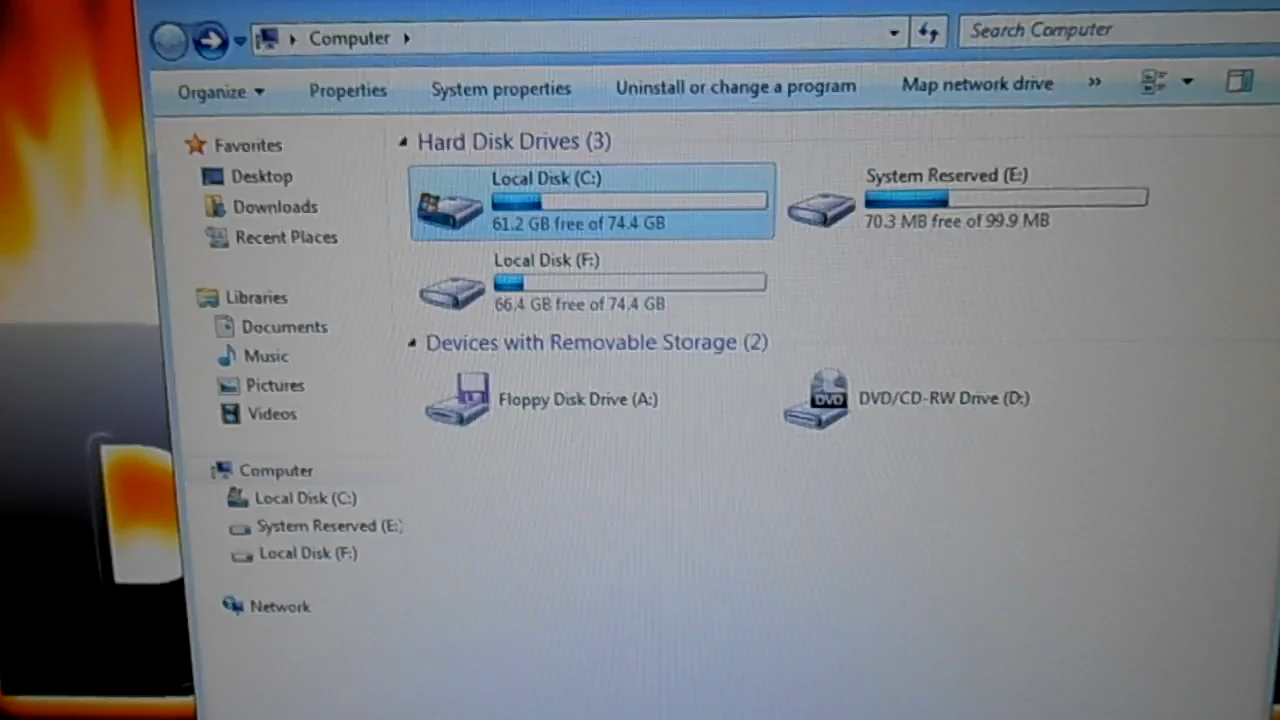 Computer
Search Computer
Organize
Properties
System properties
Uninstall or change a program
Map network drive
»
Favorites
Desktop
Downloads
Recent Places
Libraries
Documents
Music
Pictures
Videos
Computer
Local Disk (C:)
System Reserved (E:)
Local Disk (F:)
Network
Hard Disk Drives (3)
Local Disk (C:)
61.2 GB free of 74.4 GB
System Reserved (E:)
70.3 MB free of 99.9 MB
Local Disk (F:)
66.4 GB free of 74.4 GB
Devices with Removable Storage (2)
Floppy Disk Drive (A:)
DVD
DVD/CD-RW Drive (D:)